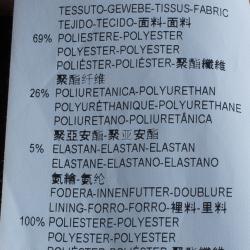 TESSUTO-GEWEBE-TISSUS-FABRIC
TEJIDO-TECIDO-面料-面料
69% POLIESTERE-POLYESTER
POLYESTER-POLYESTER
POLIÉSTER-POLIÉSTER-聚酯纖維
聚酯纤维
26% POLIURETANICA-POLYURETHAN
POLYURÉTHANIQUE-POLYURETHANE
POLIURETANO-POLIURETÂNICA
聚亞安酯-聚亚安酯
5% ELASTAN-ELASTAN-ELASTAN
ELASTANE-ELASTANO-ELASTANO
氨綸-氨纶
FODERA-INNENFUTTER-DOUBLURE
LINING-FORRO-FORRO-裡料-里料
100% POLIESTERE-POLYESTER
POLYESTER-POLYESTER